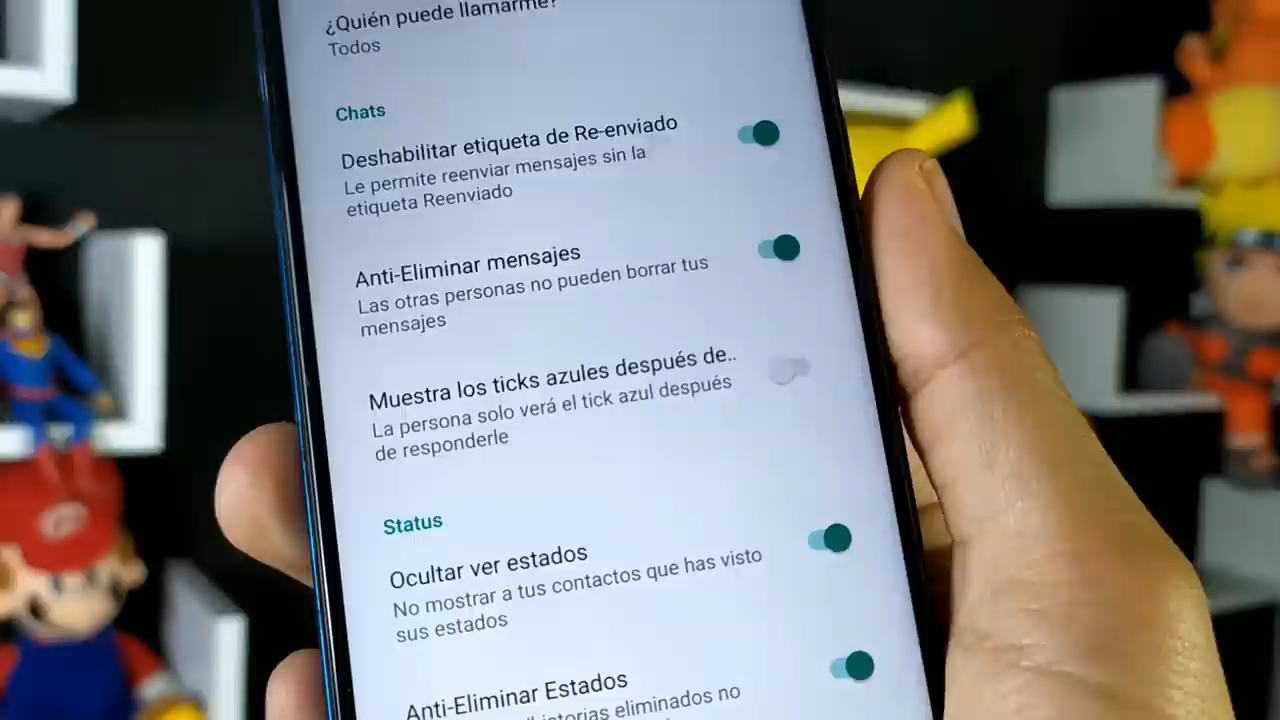 ¿Quién puede llamarme?
Todos
Chats
Deshabilitar etiqueta de Re-enviado
Le permite reenviar mensajes sin la
etiqueta Reenviado
Anti-Eliminar mensajes
Las otras personas no pueden borrar tus
mensajes
Muestra los ticks azules después de..
La persona solo verá el tick azul después
de responderle
Status
Ocultar ver estados
No mostrar a tus contactos que has visto
sus estados
Anti-Eliminar Estados
eliminados no